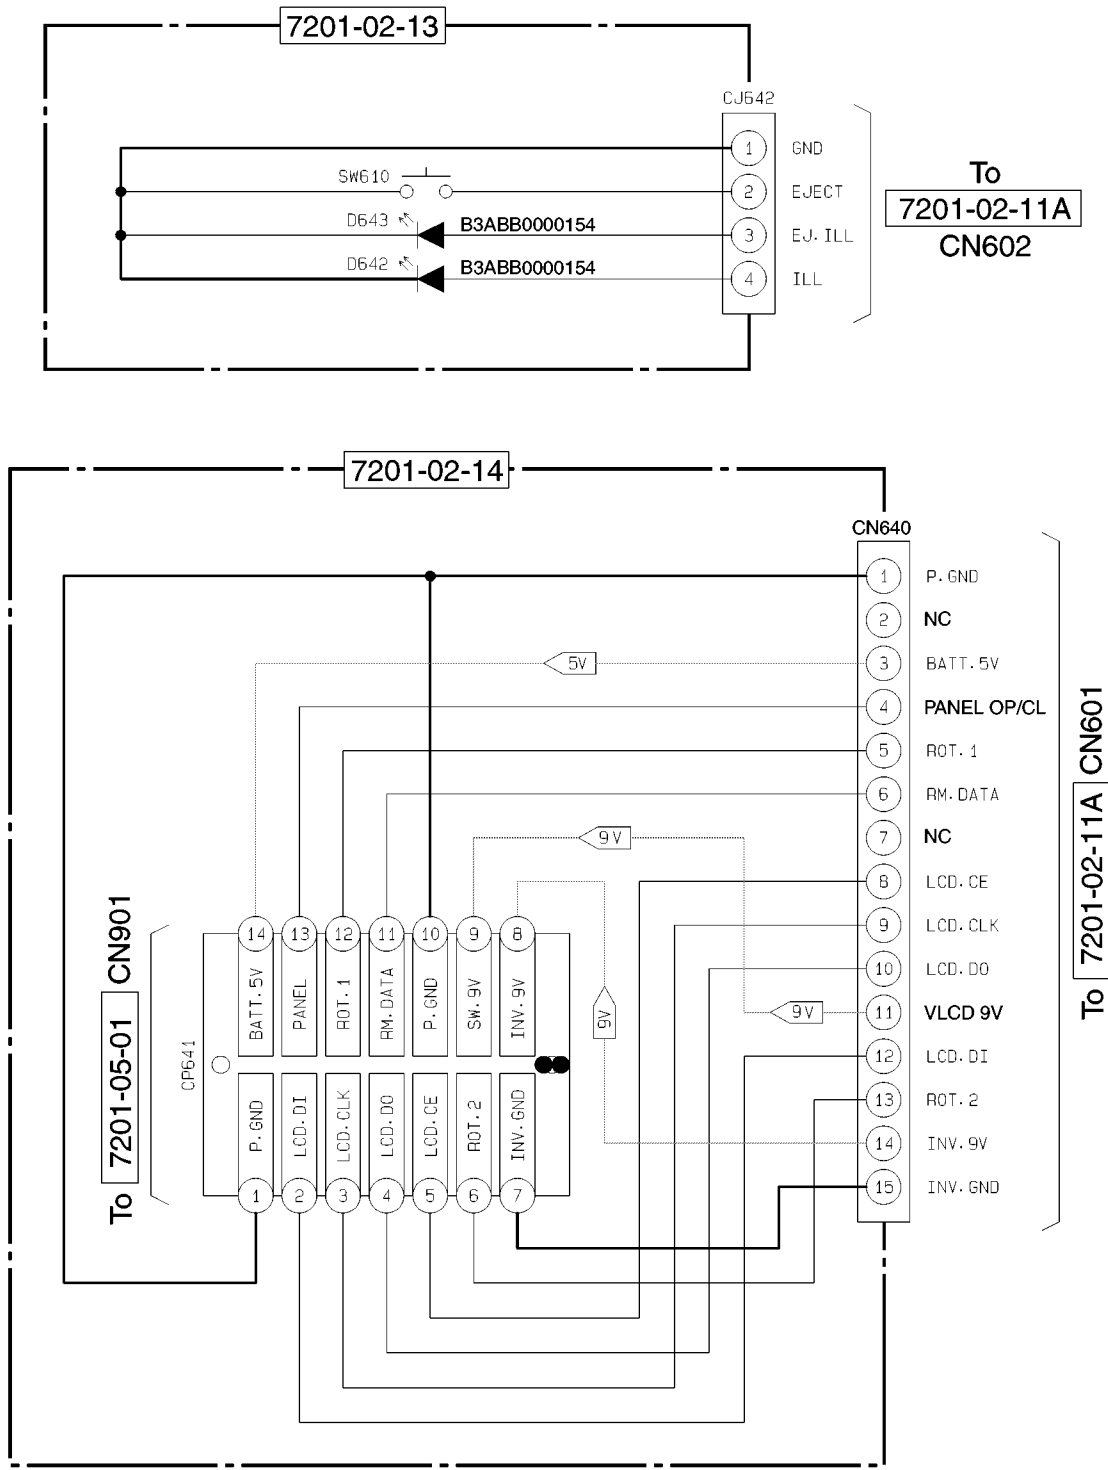 7201-02-13
CJ642
1 GND
SW610
2 EJECT
D643 B3ABB0000154
3 EJ.ILL
D642 B3ABB0000154
4 ILL
To
7201-02-11A
CN602
7201-02-14
CN640
1 P.GND
2 NC
5V
3 BATT.5V
4 PANEL OP/CL
5 ROT.1
6 RM.DATA
9V
7 NC
8 LCD.CE
9 LCD.CLK
10 LCD.DO
9V
11 VLCD 9V
9V
12 LCD.DI
13 ROT.2
14 INV.9V
15 INV.GND
To 7201-02-11A CN601
To 7201-05-01 CN901
CP641
14 13 12 11 10 9 8
BATT.5V
PANEL
ROT.1
RM.DATA
P.GND
SW.9V
INV.9V
P.GND
LCD.DI
LCD.CLK
LCD.DO
LCD.CE
ROT.2
INV.GND
1 2 3 4 5 6 7